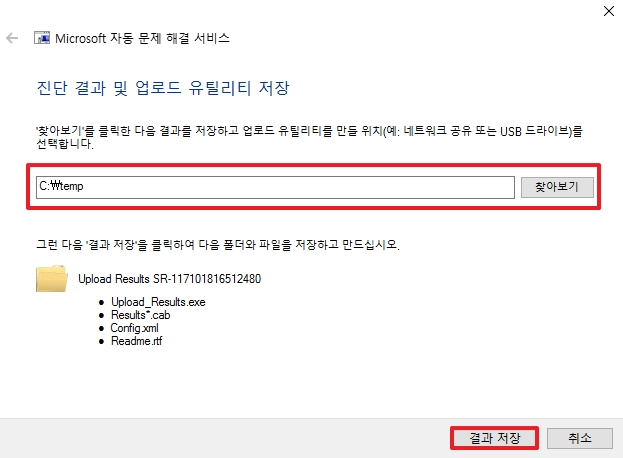 Microsoft 자동 문제 해결 서비스
진단 결과 및 업로드 유틸리티 저장
'찾아보기'를 클릭한 다음 결과를 저장하고 업로드 유틸리티를 만들 위치(예: 네트워크 공유 또는 USB 드라이브)를
선택합니다.
C:₩temp
찾아보기
그런 다음 '결과 저장'을 클릭하여 다음 폴더와 파일을 저장하고 만드십시오.
Upload Results SR-117101816512480
● Upload_Results.exe
● Results*.cab
● Config.xml
● Readme.rtf
결과 저장
취소